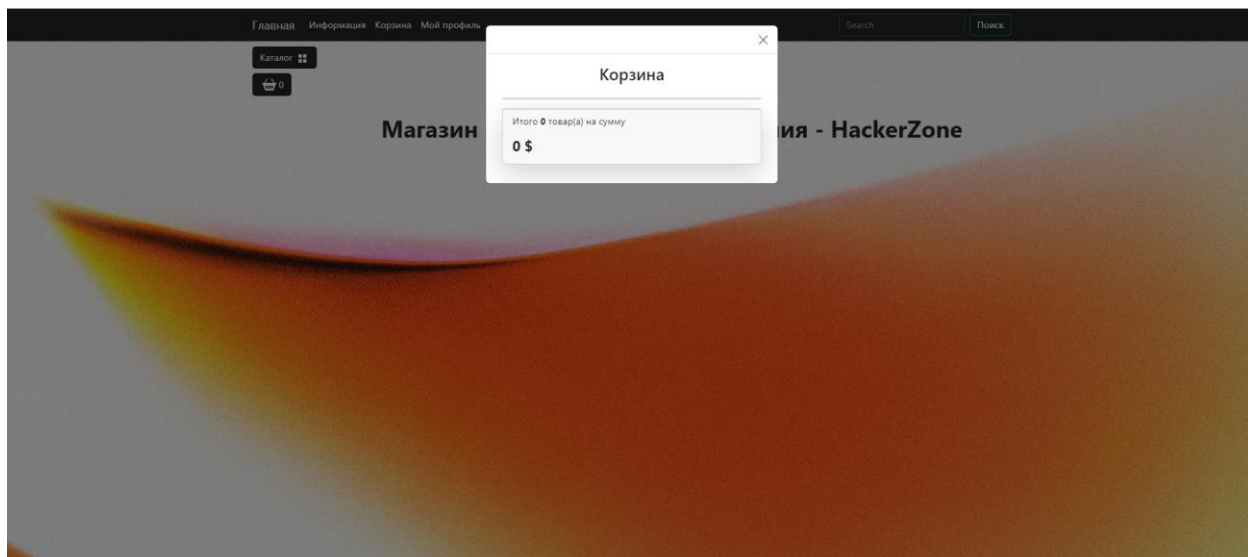 Главная Информация Корзина Мой профиль Search Поиск
Каталог
0
Корзина
Итого 0 товар(а) на сумму
0 $
Магазин ия - HackerZone